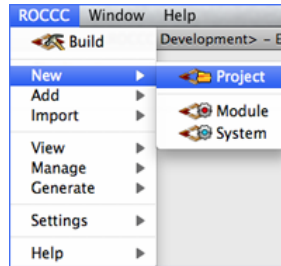 ROCCC Window Help
Build
Development> - E
New
Project
Add
Module
Import
System
View
Manage
Generate
Settings
Help